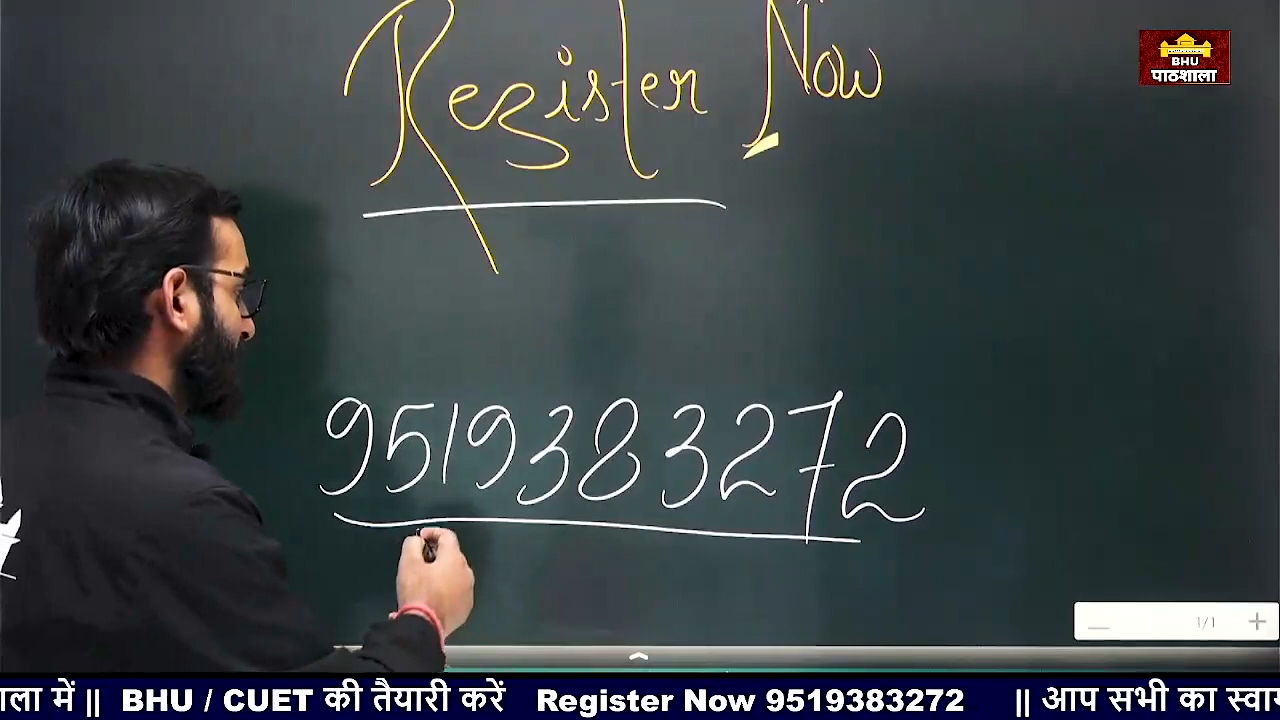 Register Now
BHU
पाठशाला
9519383272
1/1
ला में || BHU / CUET की तैयारी करें Register Now 9519383272 || आप सभी का स्वा